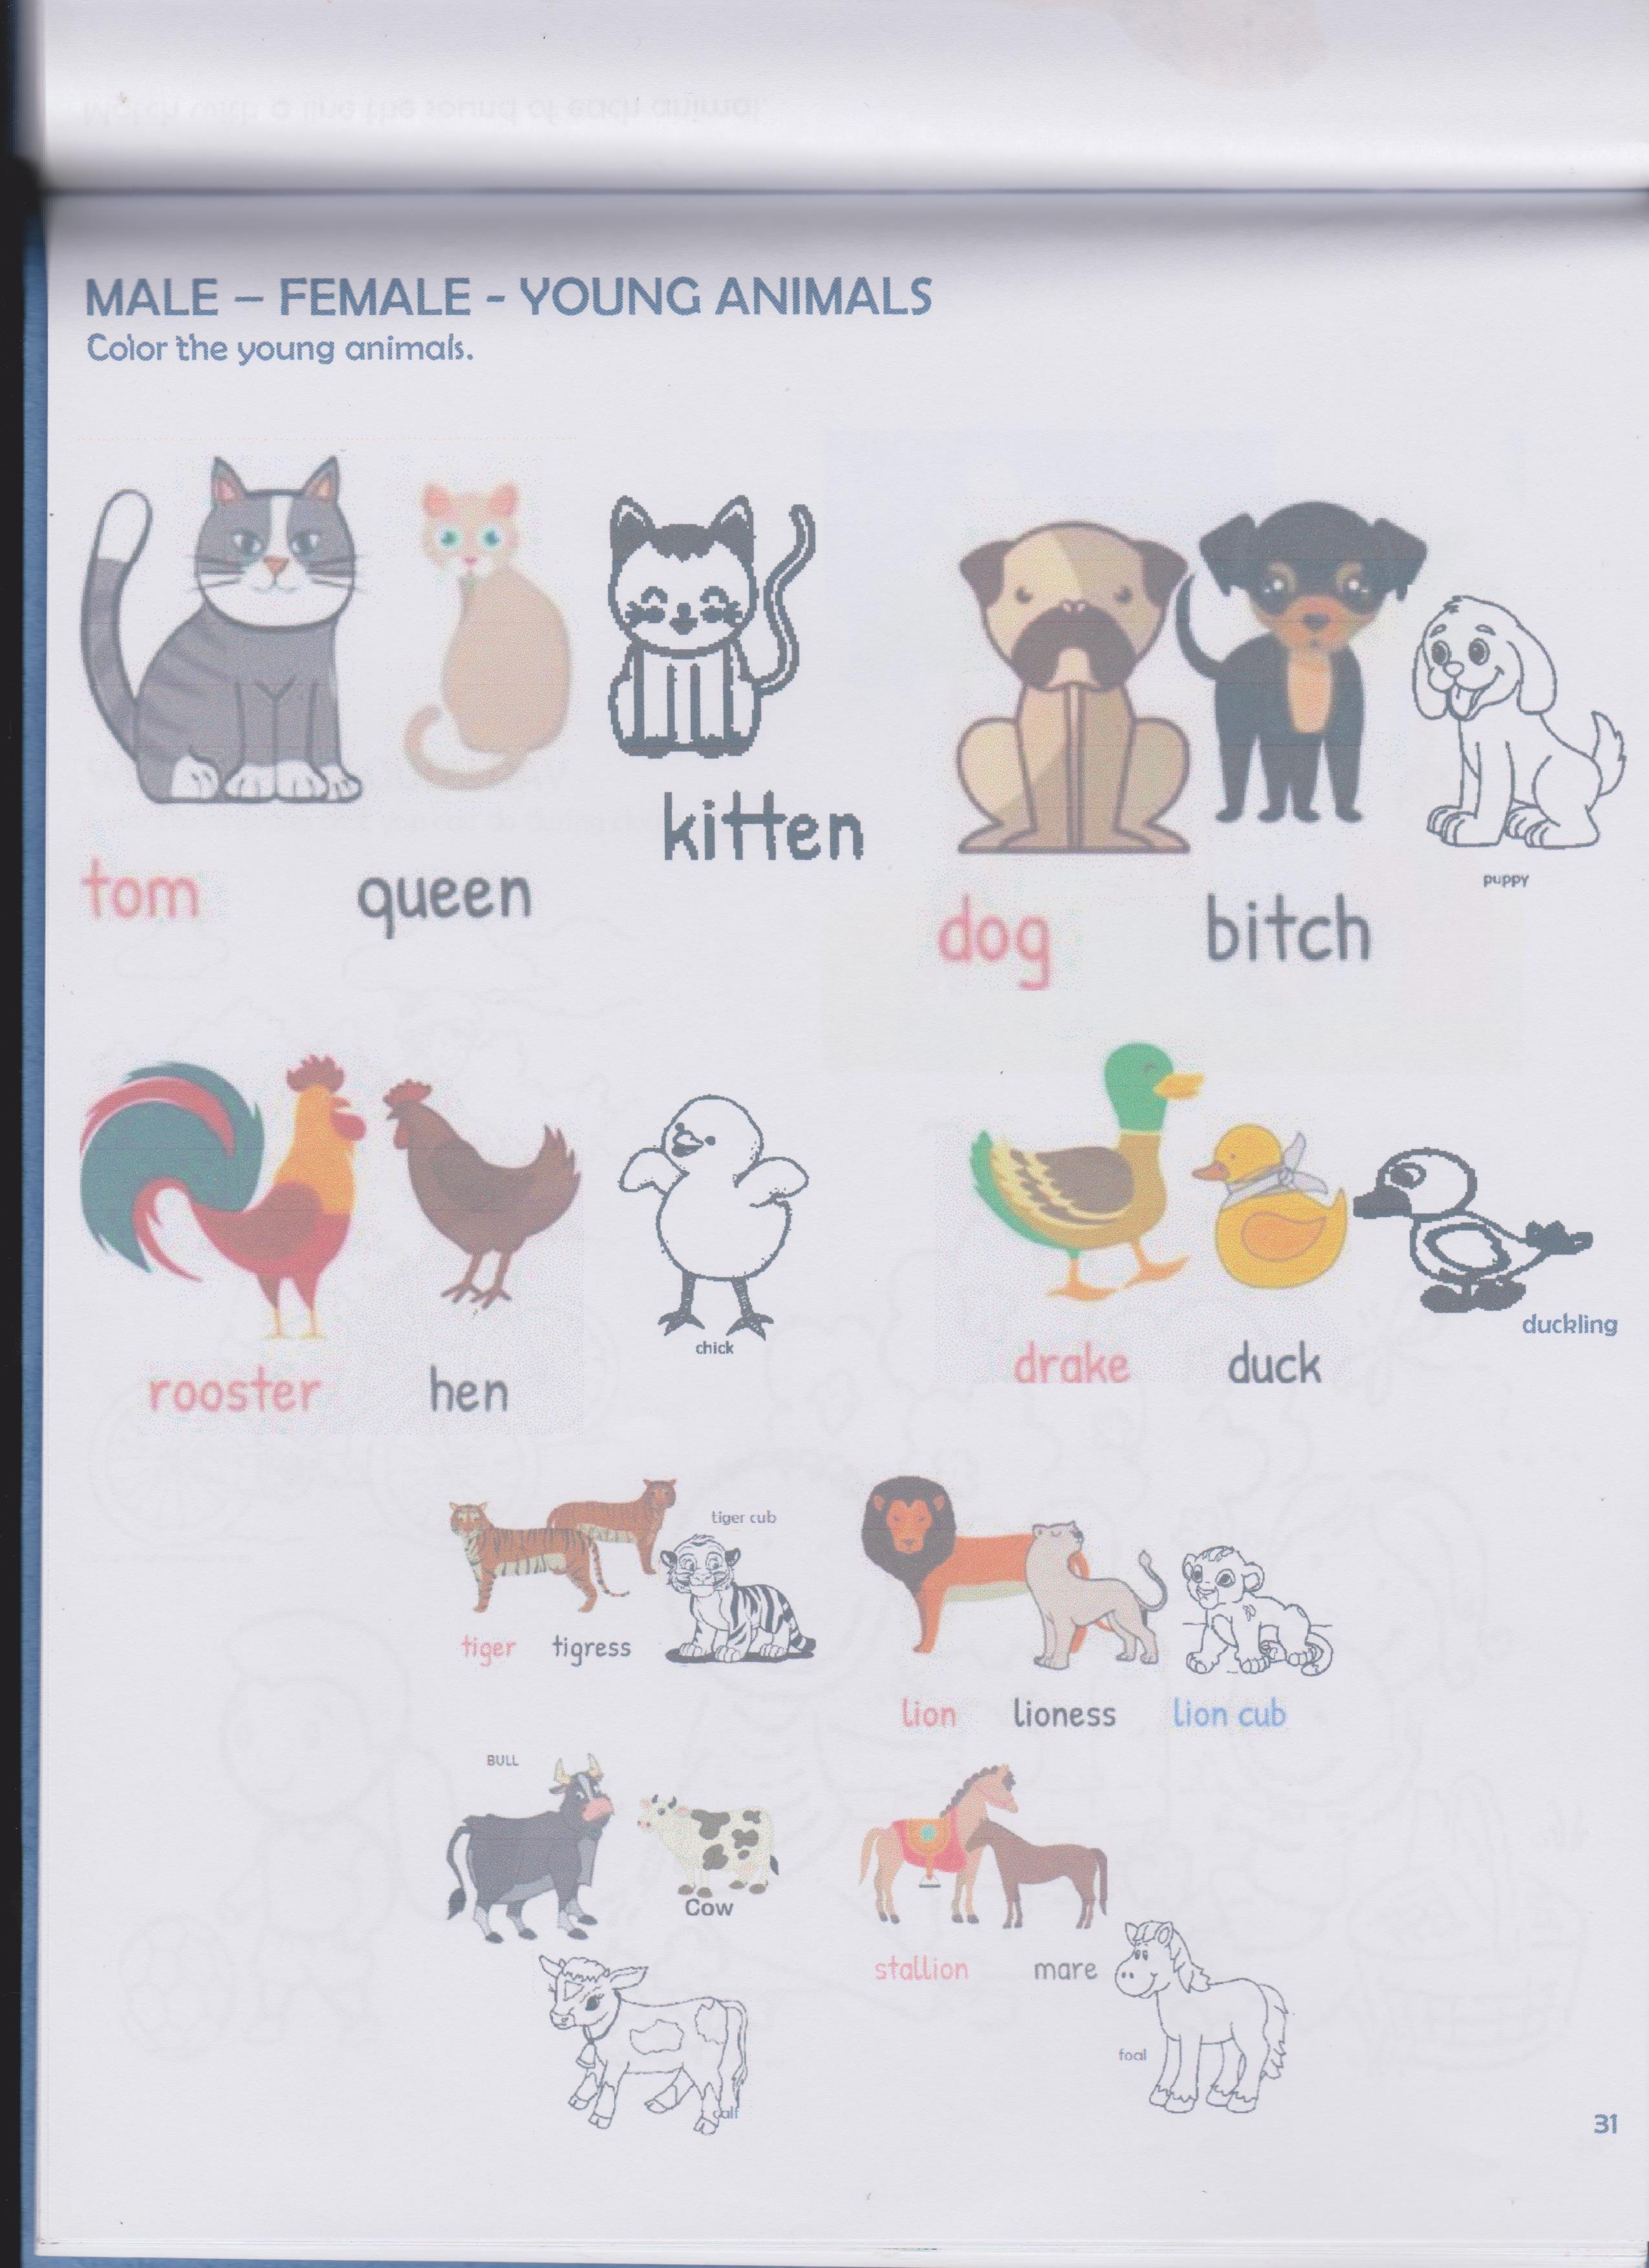 MALE – FEMALE - YOUNG ANIMALS
Color the young animals.
kitten
tom queen
puppy
dog bitch
chick
rooster hen
duckling
drake duck
tiger cub
tiger tigress
lion lioness lion cub
BULL
Cow
stallion mare
foal
calf
31